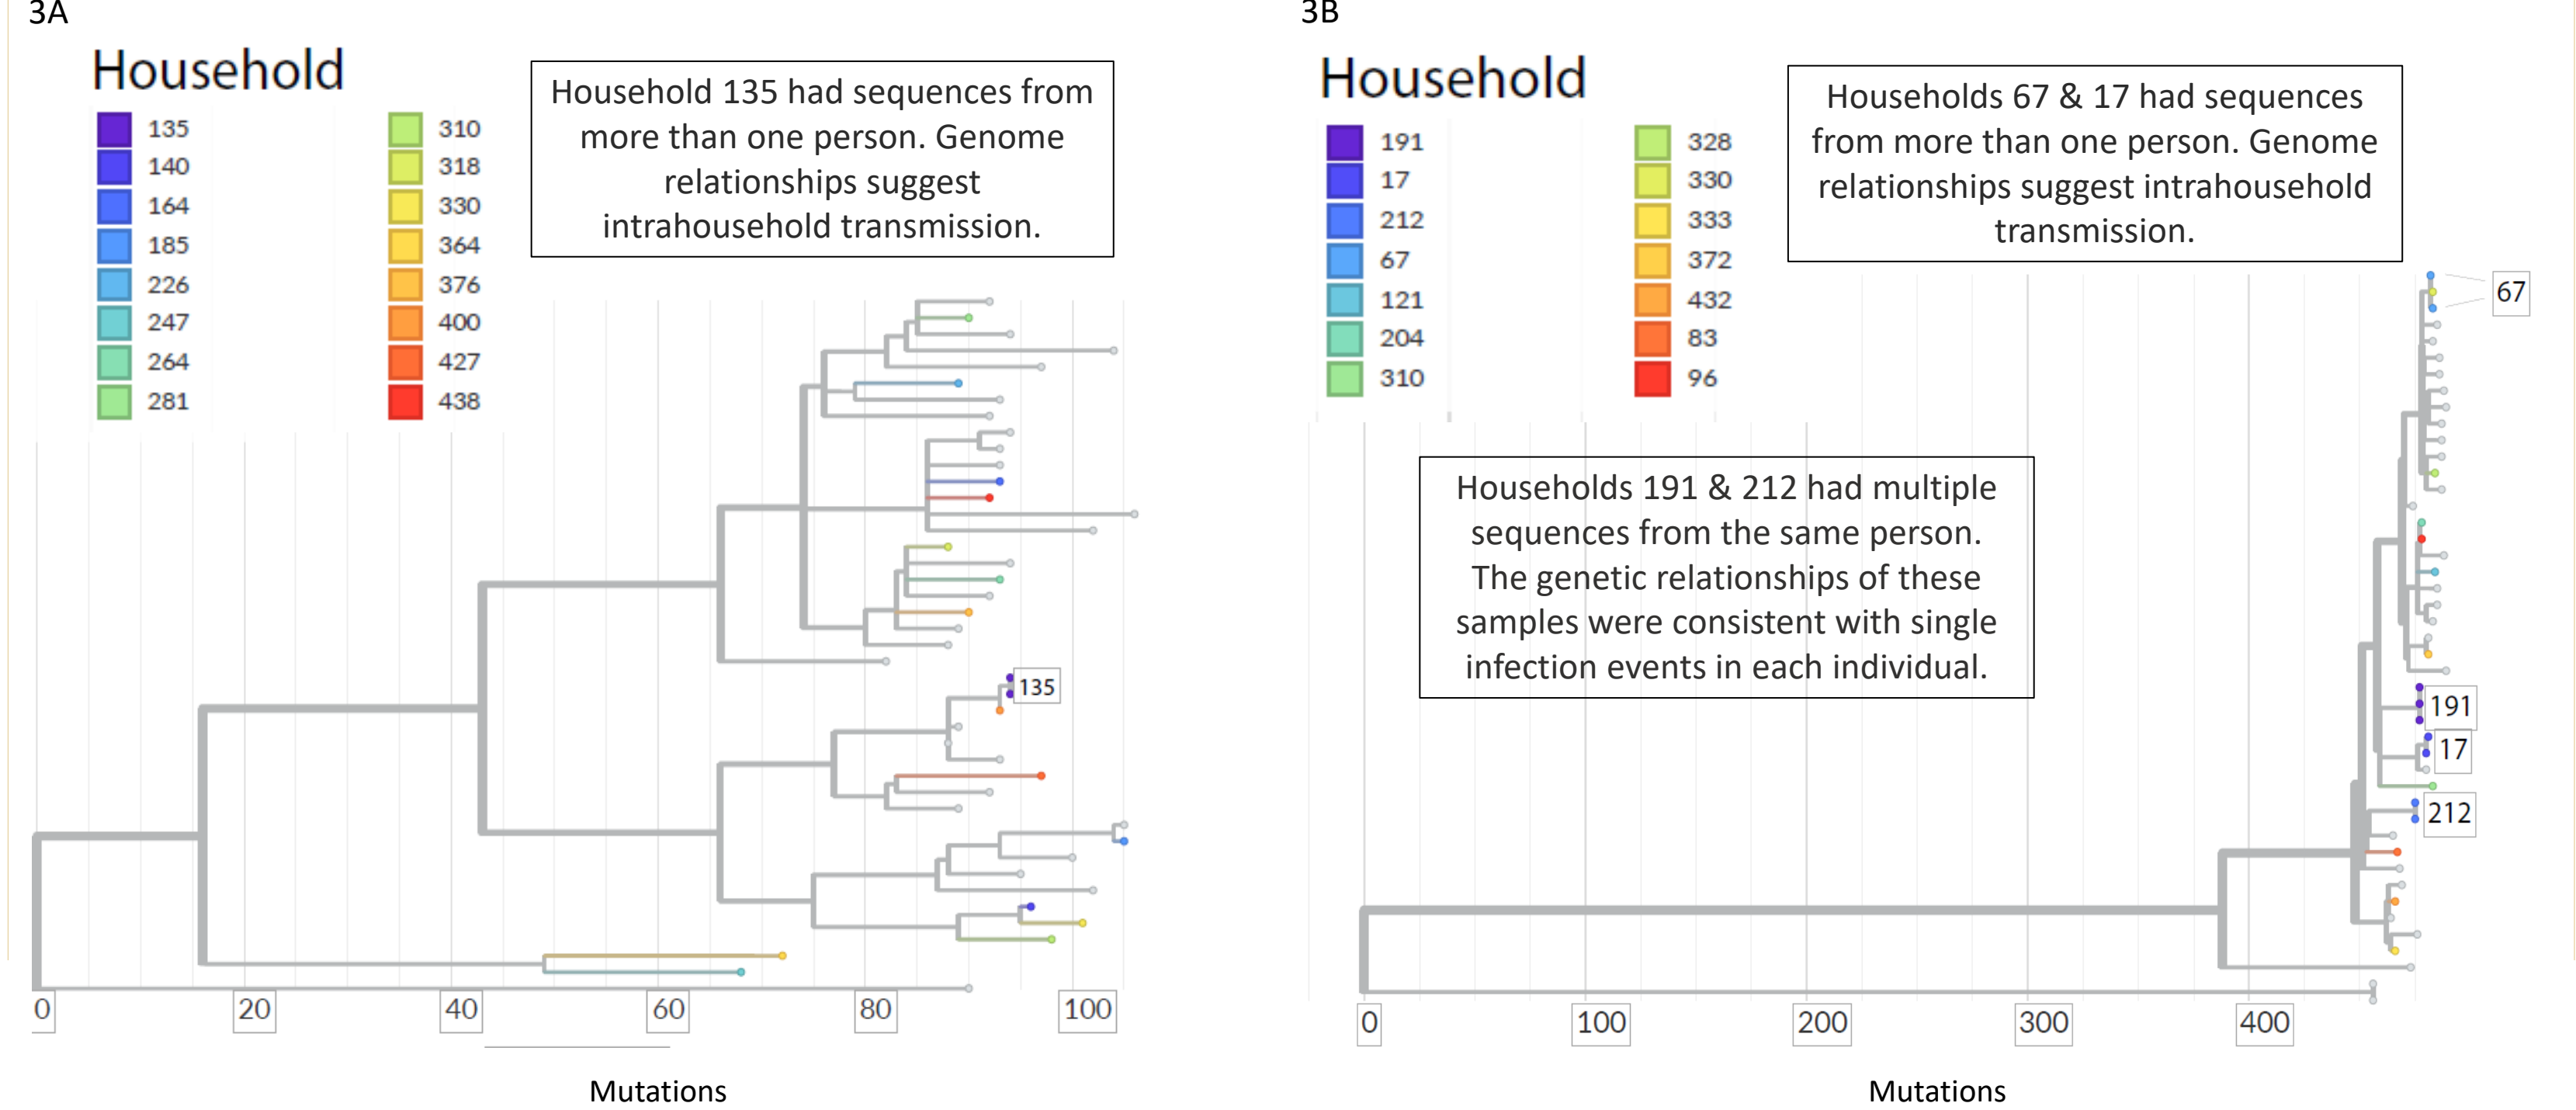 3A
Household
135
140
164
185
226
247
264
281
310
318
330
364
376
400
427
438
Household 135 had sequences from
more than one person. Genome
relationships suggest
intrahousehold transmission.
135
0
20
40
60
80
100
Mutations
3B
Household
191
17
212
67
121
204
310
328
330
333
372
432
83
96
Households 67 & 17 had sequences
from more than one person. Genome
relationships suggest intrahousehold
transmission.
Households 191 & 212 had multiple
sequences from the same person.
The genetic relationships of these
samples were consistent with single
infection events in each individual.
67
191
17
212
0
100
200
300
400
Mutations